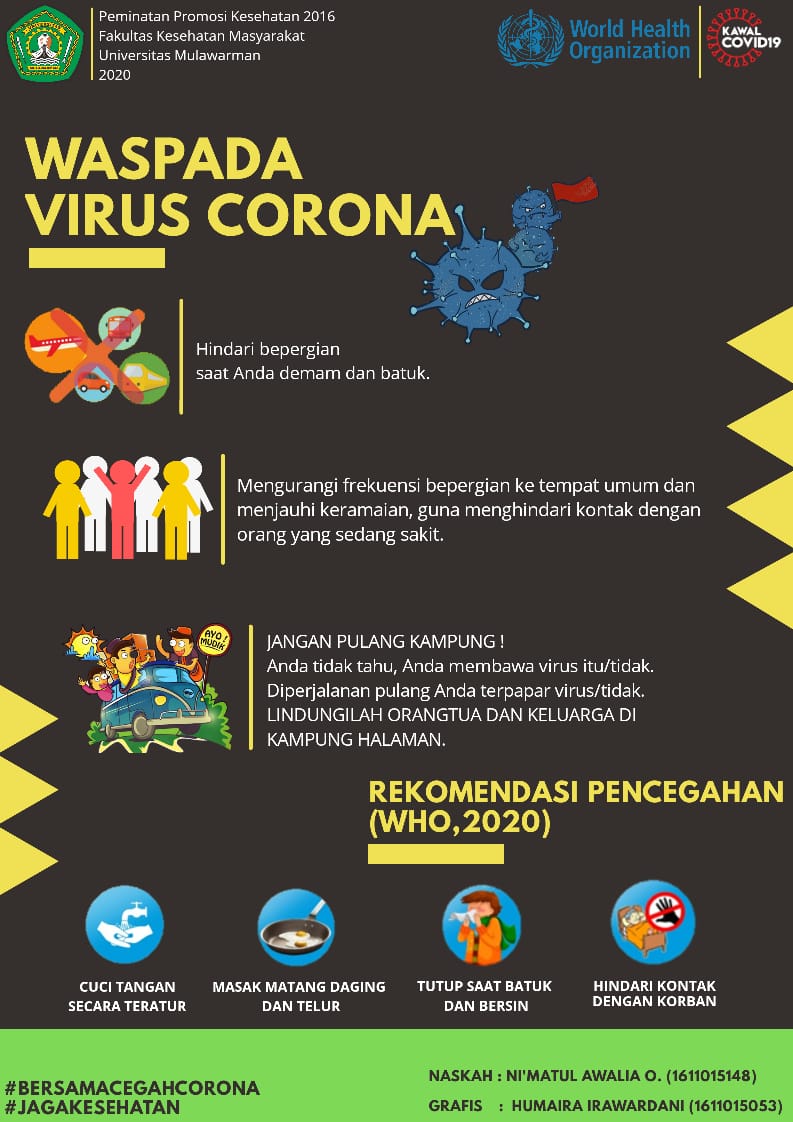 Peminatan Promosi Kesehatan 2016
Fakultas Kesehatan Masyarakat
Universitas Mulawarman
2020
World Health
Organization
KAWAL
COVID19
WASPADA
VIRUS CORONA
Hindari bepergian
saat Anda demam dan batuk.
Mengurangi frekuensi bepergian ke tempat umum dan
menjauhi keramaian, guna menghindari kontak dengan
orang yang sedang sakit.
AYO!
MUDIK
JANGAN PULANG KAMPUNG !
Anda tidak tahu, Anda membawa virus itu/tidak.
Diperjalanan pulang Anda terpapar virus/tidak.
LINDUNGILAH ORANGTUA DAN KELUARGA DI
KAMPUNG HALAMAN.
REKOMENDASI PENCEGAHAN
(WHO,2020)
CUCI TANGAN
SECARA TERATUR
MASAK MATANG DAGING
DAN TELUR
TUTUP SAAT BATUK
DAN BERSIN
HINDARI KONTAK
DENGAN KORBAN
#BERSAMACEGAHCORONA
#JAGAKESEHATAN
NASKAH : NI'MATUL AWALIA O. (1611015148)
GRAFIS : HUMAIRA IRAWARDANI (1611015053)